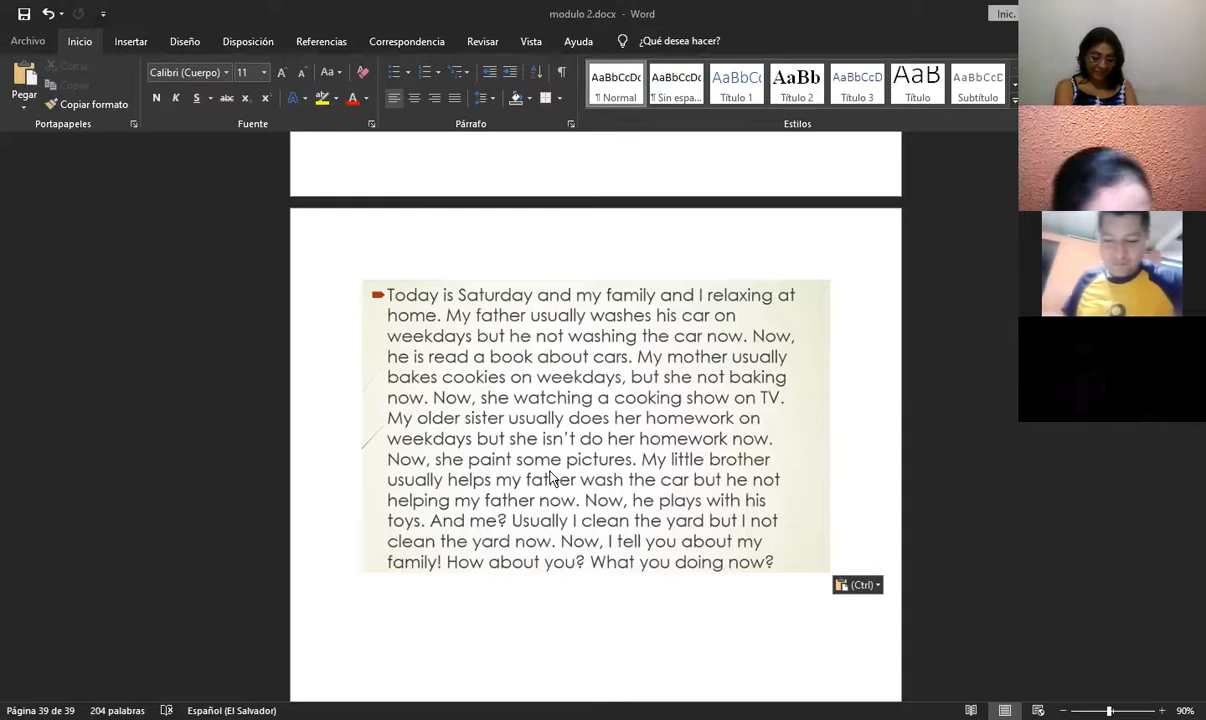 modulo 2.docx - Word
Inic.
Archivo Inicio Insertar Diseño Disposición Referencias Correspondencia Revisar Vista Ayuda ¿Qué desea hacer?
Pegar
Cortar
Copiar
Copiar formato
Calibri (Cuerpo) 11
Aa
N K S abc x₂ x² A A
AaBbCcDc AaBbCcDc AaBbCcD AaBb AaBbCcD AaB AaBbCcD
¶ Normal ¶ Sin espa... Título 1 Título 2 Título 3 Título Subtítulo
Portapapeles Fuente Párrafo Estilos
Today is Saturday and my family and I relaxing at
home. My father usually washes his car on
weekdays but he not washing the car now. Now,
he is read a book about cars. My mother usually
bakes cookies on weekdays, but she not baking
now. Now, she watching a cooking show on TV.
My older sister usually does her homework on
weekdays but she isn't do her homework now.
Now, she paint some pictures. My little brother
usually helps my father wash the car but he not
helping my father now. Now, he plays with his
toys. And me? Usually I clean the yard but I not
clean the yard now. Now, I tell you about my
family! How about you? What you doing now?
(Ctrl)
Página 39 de 39 204 palabras Español (El Salvador) 90%